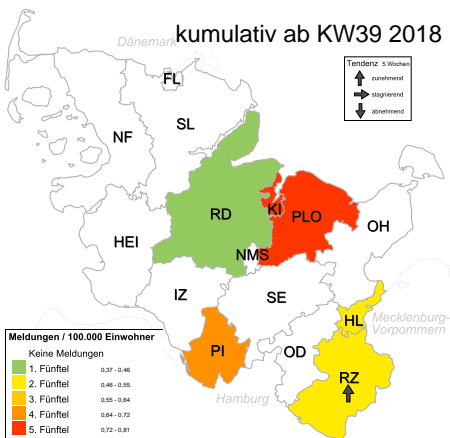 kumulativ ab KW39 2018
Dänemark
Tendenz 5 Wochen
zunehmend
stagnierend
abnehmend
FL
SL
NF
RD
KI
PLO
OH
HEI
NMS
IZ
SE
HL
Mecklenburg-
Vorpommern
PI
OD
RZ
Hamburg
Meldungen / 100.000 Einwohner
Keine Meldungen
1. Fünftel 0,37 - 0,46
2. Fünftel 0,46 - 0,55
3. Fünftel 0,55 - 0,64
4. Fünftel 0,64 - 0,72
5. Fünftel 0,72 - 0,81